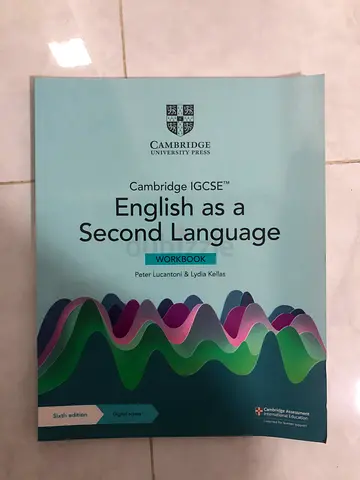 CAMBRIDGE
UNIVERSITY PRESS
Cambridge IGCSE™
English as a
Second Language
dubizzle
WORKBOOK
Peter Lucantoni & Lydia Kellas
Sixth edition
Digital access
Cambridge Assessment
International Education